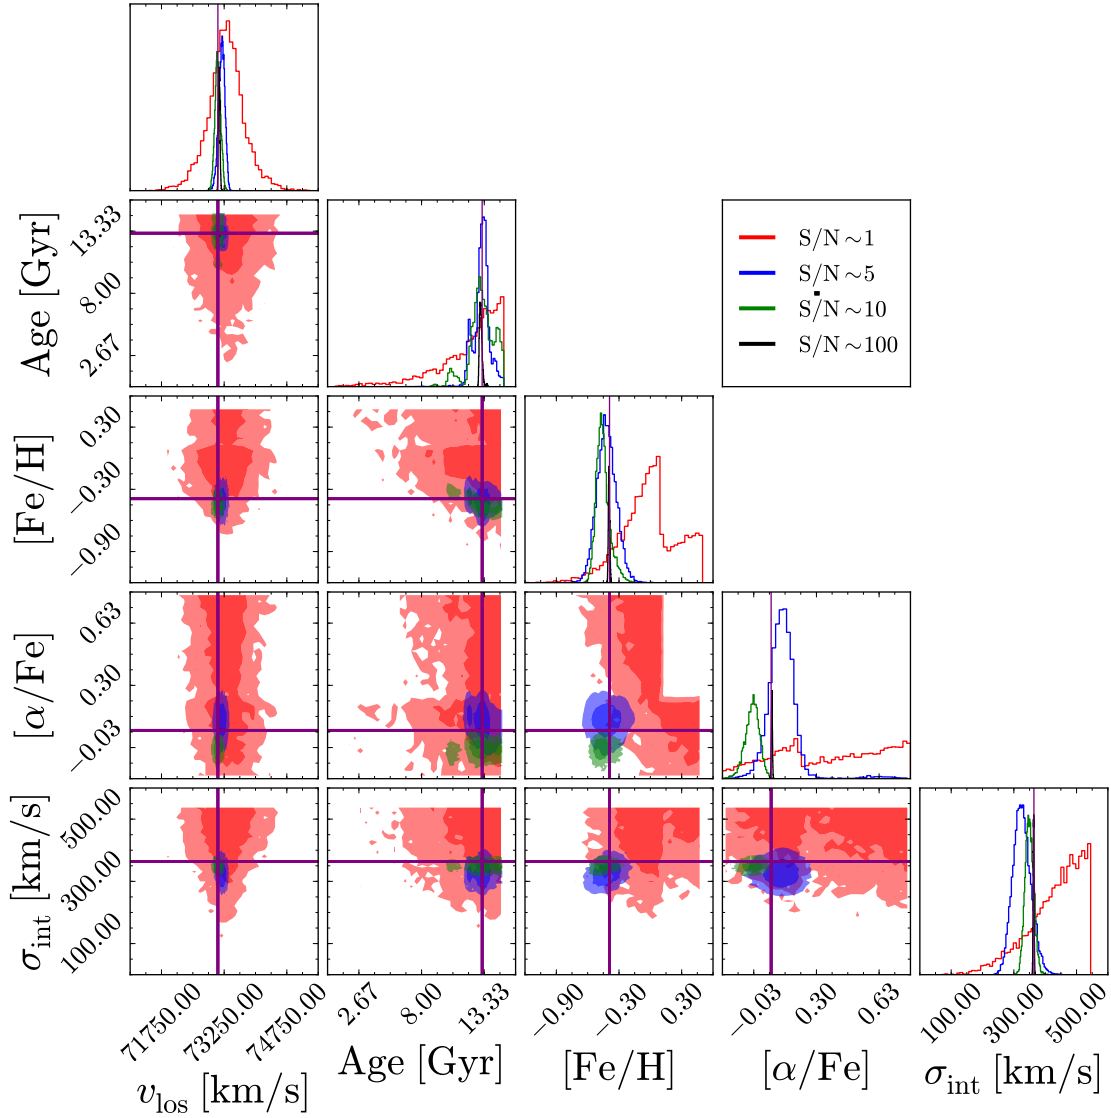 Age [Gyr]
13.33
8.00
2.67
S/N∼1
S/N∼5
S/N∼10
S/N∼100
[Fe/H]
0.30
−0.30
−0.90
[α/Fe]
0.63
0.30
−0.03
σint [km/s]
500.00
300.00
100.00
71750.00
73250.00
74750.00
vlos [km/s]
2.67
8.00
13.33
Age [Gyr]
−0.90
−0.30
0.30
[Fe/H]
−0.03
0.30
0.63
[α/Fe]
100.00
300.00
500.00
σint [km/s]